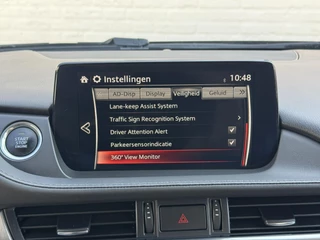 Instellingen
10:48
AD-Disp Display Veiligheid Geluid
Lane-keep Assist System
Traffic Sign Recognition System
Driver Attention Alert
Parkeersensorindicatie
360° View Monitor
START
STOP
ENGINE